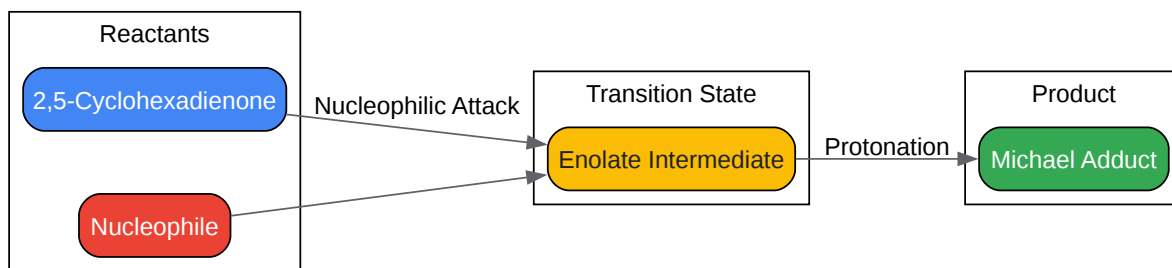 Reactants
2,5-Cyclohexadienone
Nucleophile
Nucleophilic Attack
Transition State
Enolate Intermediate
Protonation
Product
Michael Adduct